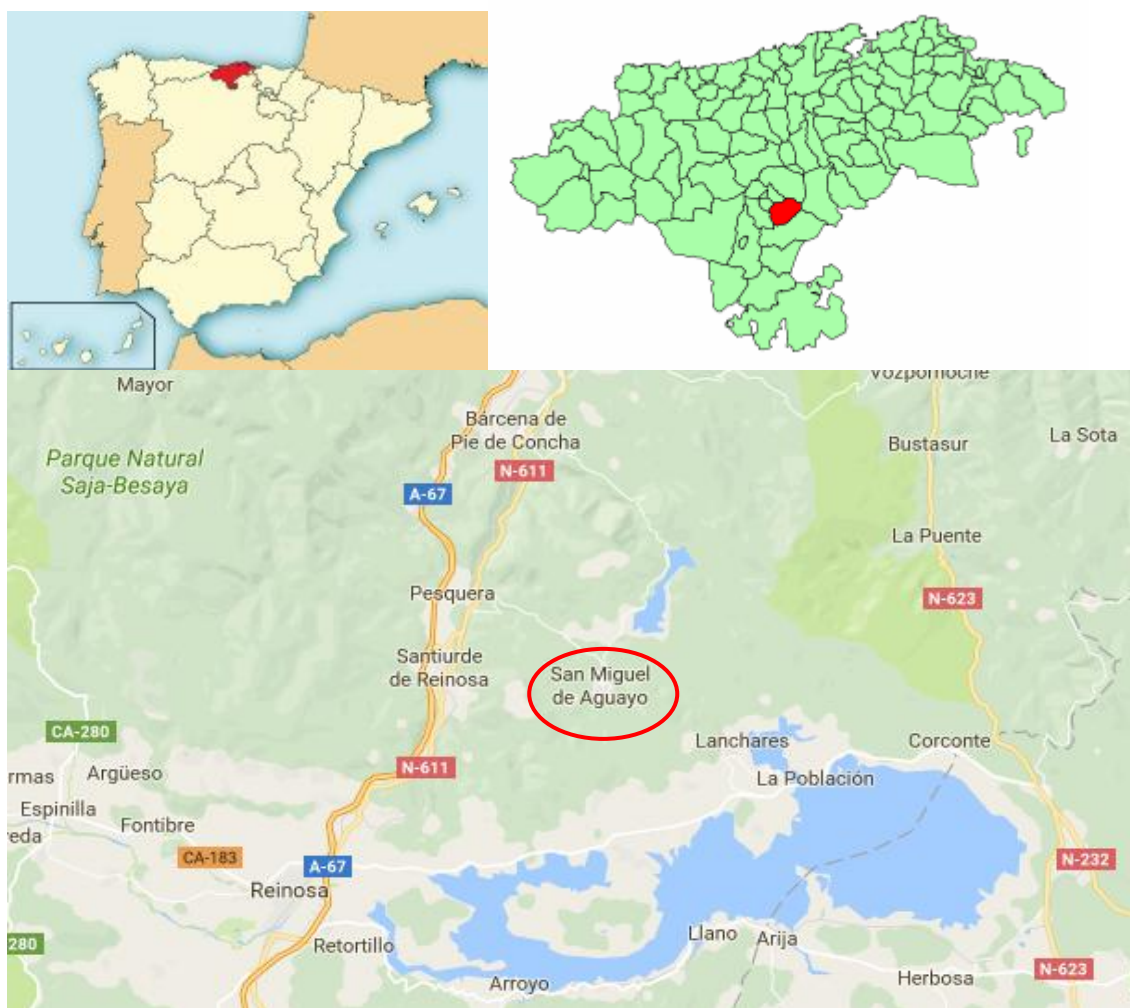 Mayor
Vozpornoche
Bárcena de
Pie de Concha
La Sota
Bustasur
Parque Natural
Saja-Besaya
N-611
A-67
La Puente
Pesquera
N-623
Santiurde
de Reinosa
San Miguel
de Aguayo
CA-280
Lanchares
Corconte
N-611
Argüeso
La Población
Espinilla
Fontibre
CA-183
A-67
N-232
Reinosa
Retortillo
Llano
Arija
280
Arroyo
Herbosa
N-623